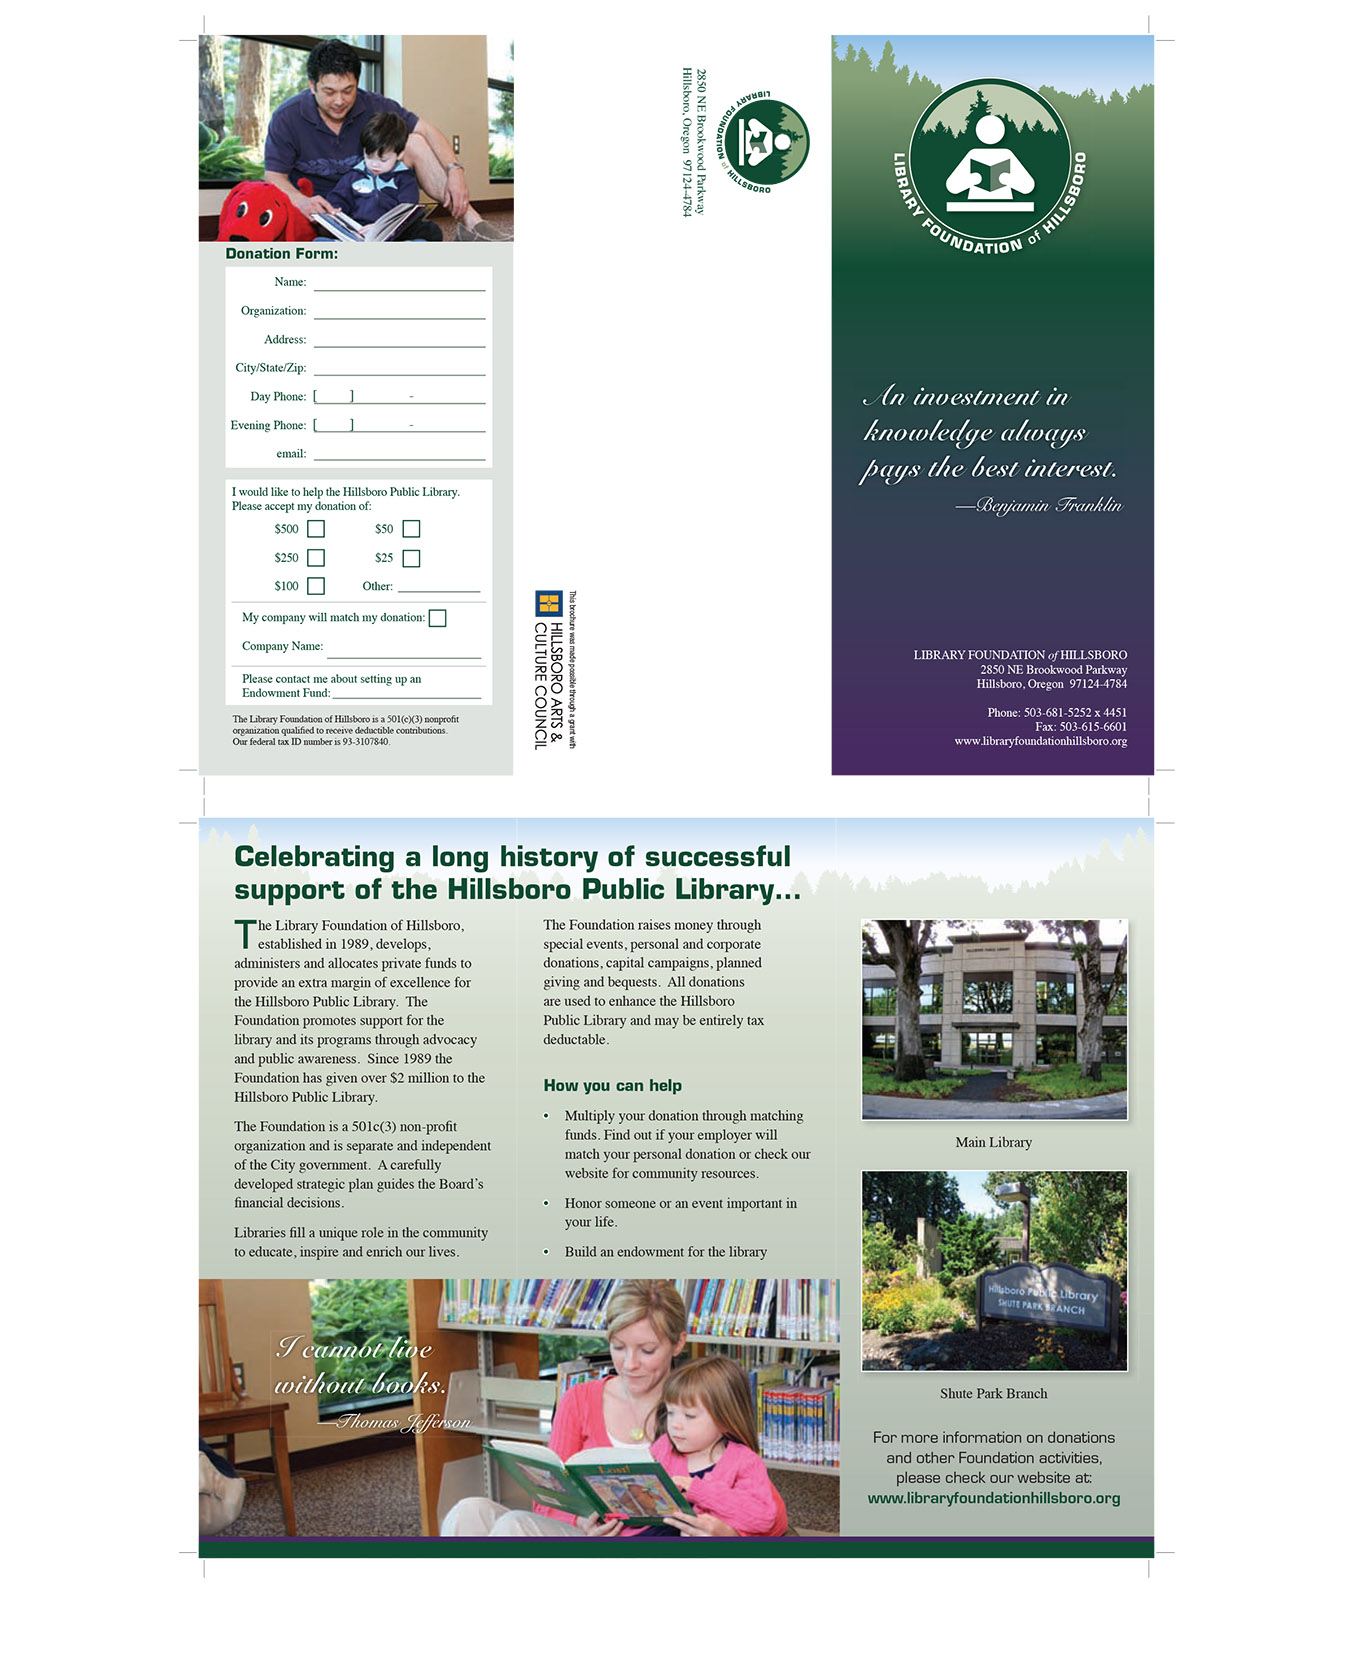 Donation Form:
Name:
Organization:
Address:
City/State/Zip:
Day Phone: [ ] -
Evening Phone: [ ] -
email:
I would like to help the Hillsboro Public Library.
Please accept my donation of:
$500 $50
$250 $25
$100 Other:
My company will match my donation:
Company Name:
Please contact me about setting up an
Endowment Fund:
The Library Foundation of Hillsboro is a 501(c)(3) nonprofit
organization qualified to receive deductible contributions.
Our federal tax ID number is 93-3107840.
LIBRARY FOUNDATION of HILLSBORO
2850 NE Brookwood Parkway
Hillsboro, Oregon 97124-4784
This brochure was made possible through a grant with
HILLSBORO ARTS &
CULTURE COUNCIL
LIBRARY FOUNDATION of HILLSBORO
An investment in
knowledge always
pays the best interest.
—Benjamin Franklin
LIBRARY FOUNDATION of HILLSBORO
2850 NE Brookwood Parkway
Hillsboro, Oregon 97124-4784
Phone: 503-681-5252 x 4451
Fax: 503-615-6601
www.libraryfoundationhillsboro.org
Celebrating a long history of successful
support of the Hillsboro Public Library...
The Library Foundation of Hillsboro,
established in 1989, develops,
administers and allocates private funds to
provide an extra margin of excellence for
the Hillsboro Public Library. The
Foundation promotes support for the
library and its programs through advocacy
and public awareness. Since 1989 the
Foundation has given over $2 million to the
Hillsboro Public Library.
The Foundation is a 501c(3) non-profit
organization and is separate and independent
of the City government. A carefully
developed strategic plan guides the Board's
financial decisions.
Libraries fill a unique role in the community
to educate, inspire and enrich our lives.
The Foundation raises money through
special events, personal and corporate
donations, capital campaigns, planned
giving and bequests. All donations
are used to enhance the Hillsboro
Public Library and may be entirely tax
deductable.
How you can help
• Multiply your donation through matching
funds. Find out if your employer will
match your personal donation or check our
website for community resources.
• Honor someone or an event important in
your life.
• Build an endowment for the library
I cannot live
without books.
—Thomas Jefferson
Lost!
HILLSBORO PUBLIC LIBRARY
Main Library
Hillsboro Public Library
SHUTE PARK BRANCH
Shute Park Branch
For more information on donations
and other Foundation activities,
please check our website at:
www.libraryfoundationhillsboro.org